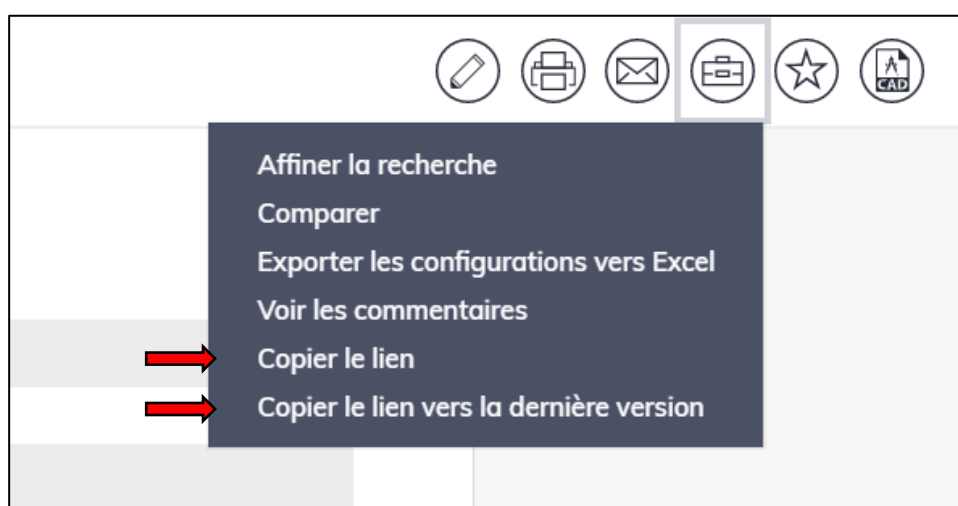 CAD
Affiner la recherche
Comparer
Exporter les configurations vers Excel
Voir les commentaires
Copier le lien
Copier le lien vers la dernière version